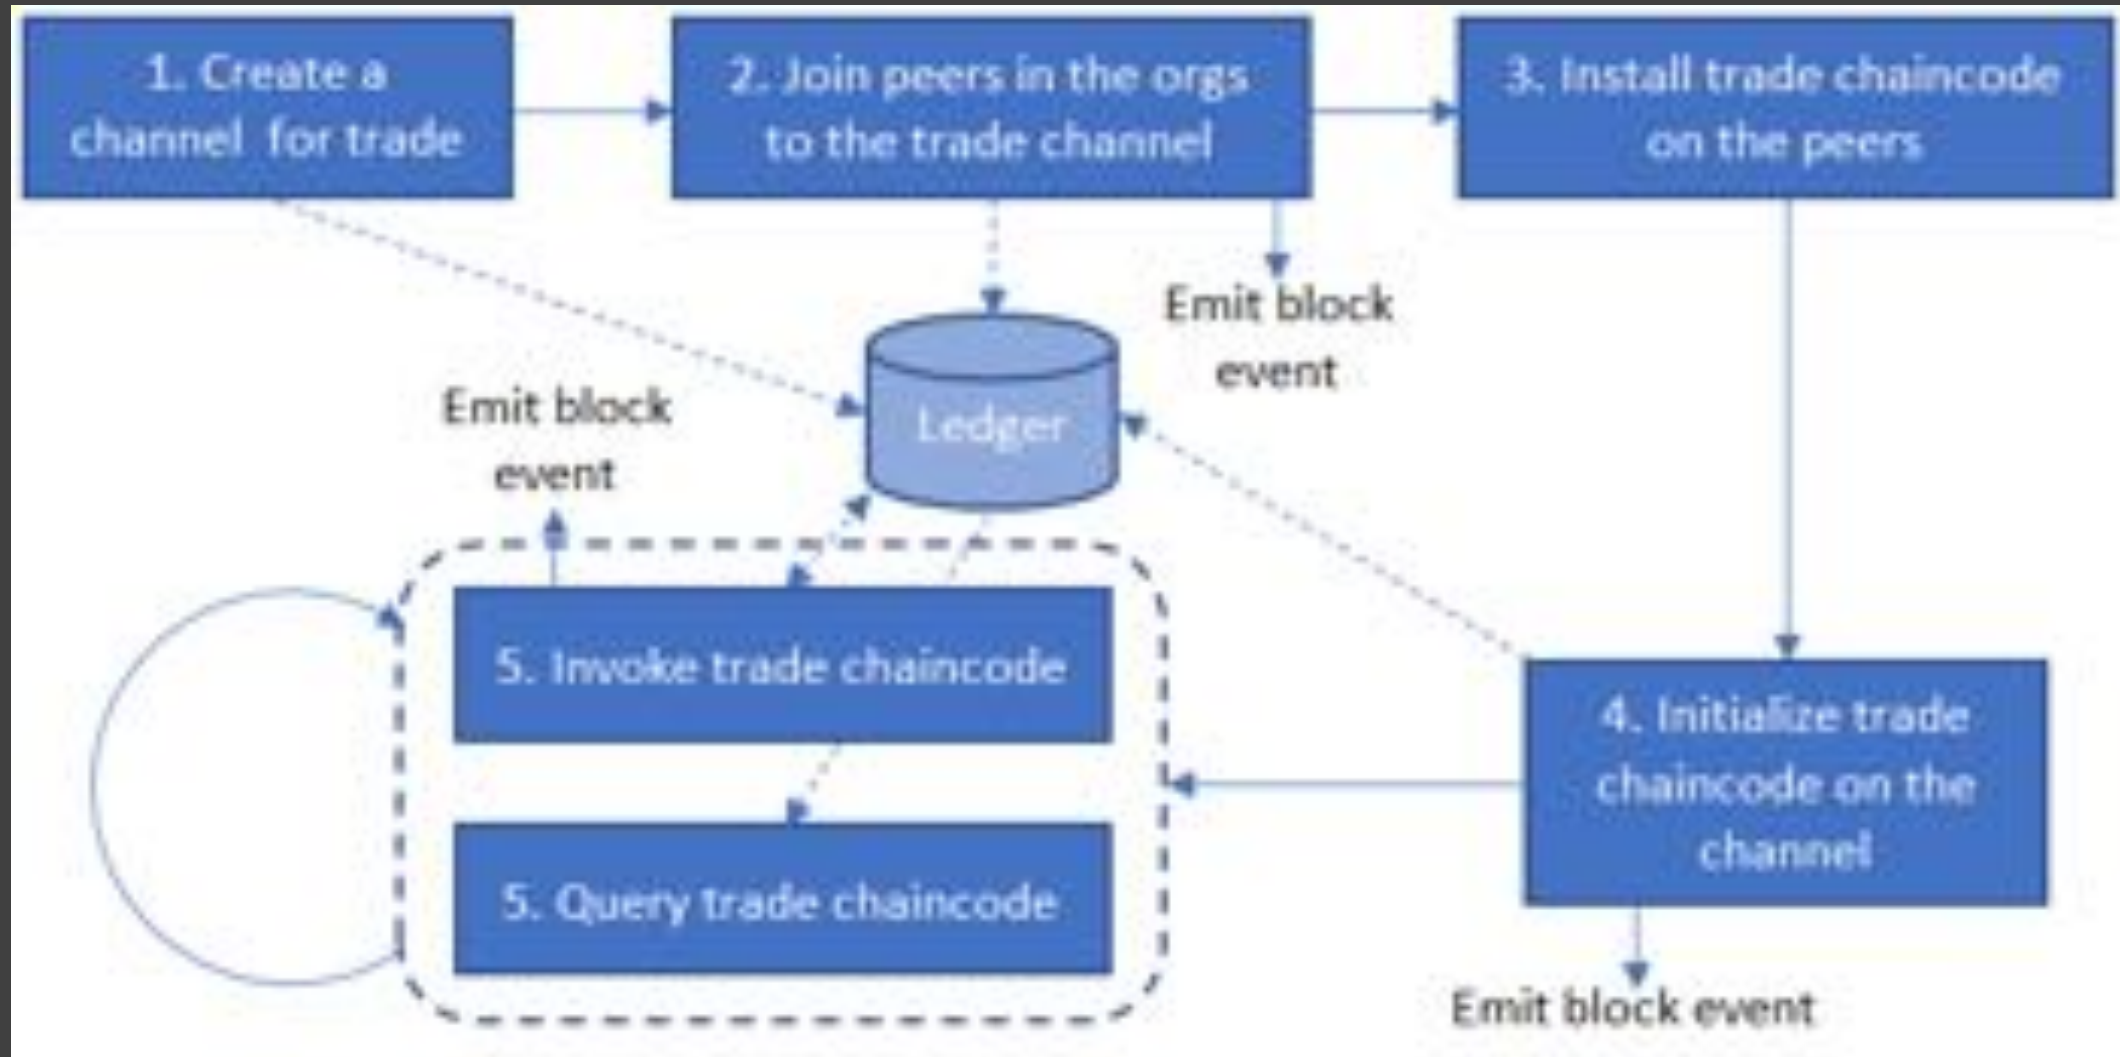 1. Create a
channel for trade
2. Join peers in the orgs
to the trade channel
3. Install trade chaincode
on the peers
Emit block
event
Ledger
Emit block
event
5. Invoke trade chaincode
4. Initialize trade
chaincode on the
channel
5. Query trade chaincode
Emit block event